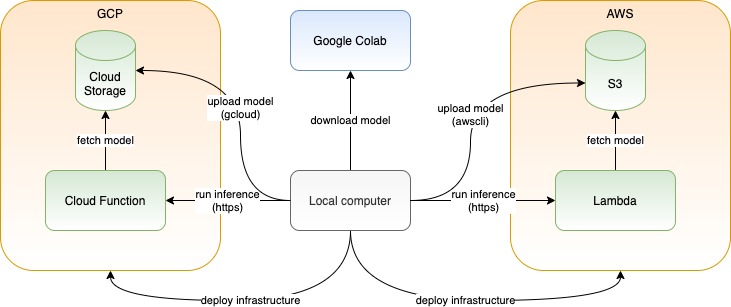 GCP
AWS
Google Colab
Cloud
Storage
S3
upload model
(gcloud)
download model
upload model
(awscli)
fetch model
fetch model
Cloud Function
run inference
(https)
Local computer
run inference
(https)
Lambda
deploy infrastructure
deploy infrastructure